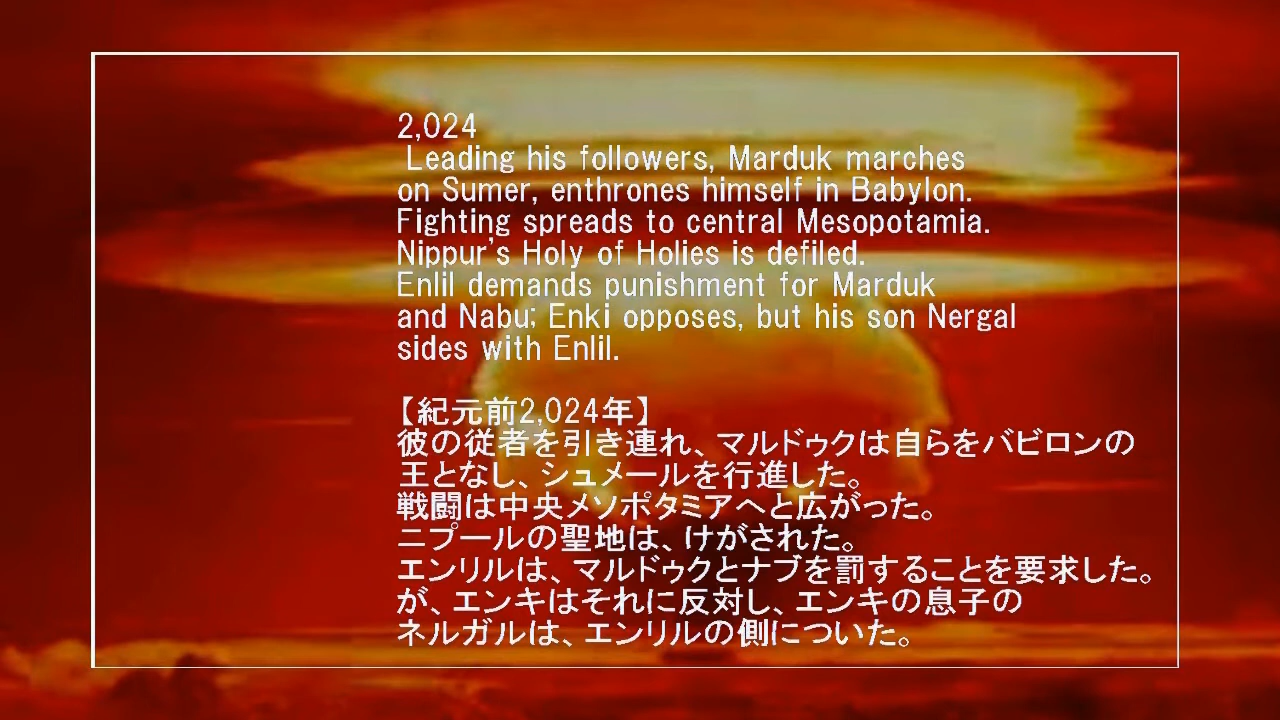 2,024
Leading his followers, Marduk marches
on Sumer, enthrones himself in Babylon.
Fighting spreads to central Mesopotamia.
Nippur's Holy of Holies is defiled.
Enlil demands punishment for Marduk
and Nabu; Enki opposes, but his son Nergal
sides with Enlil.
【紀元前2,024年】
彼の従者を引き連れ、マルドゥクは自らをバビロンの
王となし、シュメールを行進した。
戦闘は中央メソポタミアへと広がった。
ニプールの聖地は、けがされた。
エンリルは、マルドゥクとナブを罰することを要求した。
が、エンキはそれに反対し、エンキの息子の
ネルガルは、エンリルの側についた。